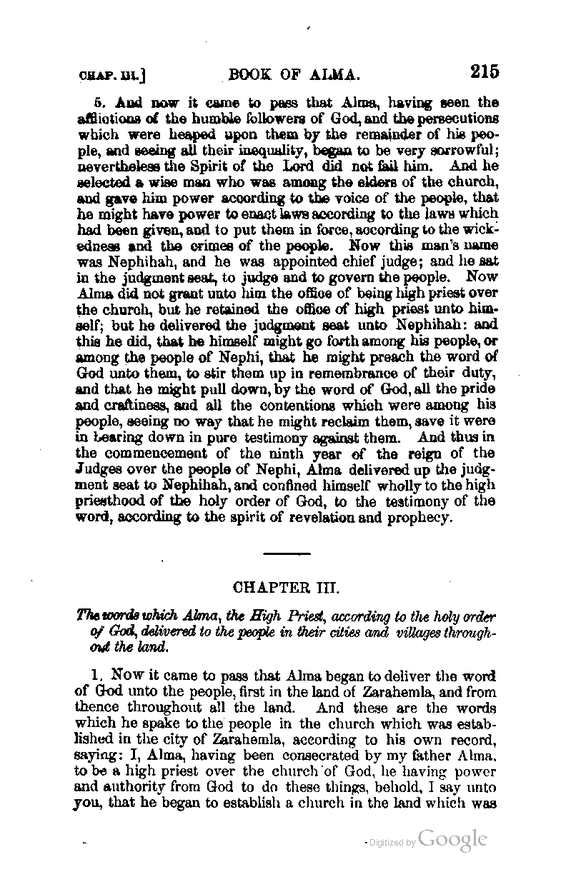 CHAP. III.] BOOK OF ALMA. 215
5. And now it came to pass that Alma, having seen the
afflictions of the humble followers of God, and the persecutions
which were heaped upon them by the remainder of his peo-
ple, and seeing all their inequality, began to be very sorrowful;
nevertheless the Spirit of the Lord did not fail him. And he
selected a wise man who was among the elders of the church,
and gave him power according to the voice of the people, that
he might have power to enact laws according to the laws which
had been given, and to put them in force, according to the wick-
edness and the crimes of the people. Now this man's name
was Nephihah, and he was appointed chief judge; and he sat
in the judgment seat, to judge and to govern the people. Now
Alma did not grant unto him the office of being high priest over
the church, but he retained the office of high priest unto him-
self; but he delivered the judgment seat unto Nephihah: and
this he did, that he himself might go forth among his people, or
among the people of Nephi, that he might preach the word of
God unto them, to stir them up in remembrance of their duty,
and that he might pull down, by the word of God, all the pride
and craftiness, and all the contentions which were among his
people, seeing no way that he might reclaim them, save it were
in bearing down in pure testimony against them. And thus in
the commencement of the ninth year of the reign of the
Judges over the people of Nephi, Alma delivered up the judg-
ment seat to Nephihah, and confined himself wholly to the high
priesthood of the holy order of God, to the testimony of the
word, according to the spirit of revelation and prophecy.
CHAPTER III.
The words which Alma, the High Priest, according to the holy order
of God, delivered to the people in their cities and villages through-
out the land.
1. Now it came to pass that Alma began to deliver the word
of God unto the people, first in the land of Zarahemla, and from
thence throughout all the land. And these are the words
which he spake to the people in the church which was estab-
lished in the city of Zarahemla, according to his own record,
saying: I, Alma, having been consecrated by my father Alma,
to be a high priest over the church of God, he having power
and authority from God to do these things, behold, I say unto
you, that he began to establish a church in the land which was
Digitized by Google